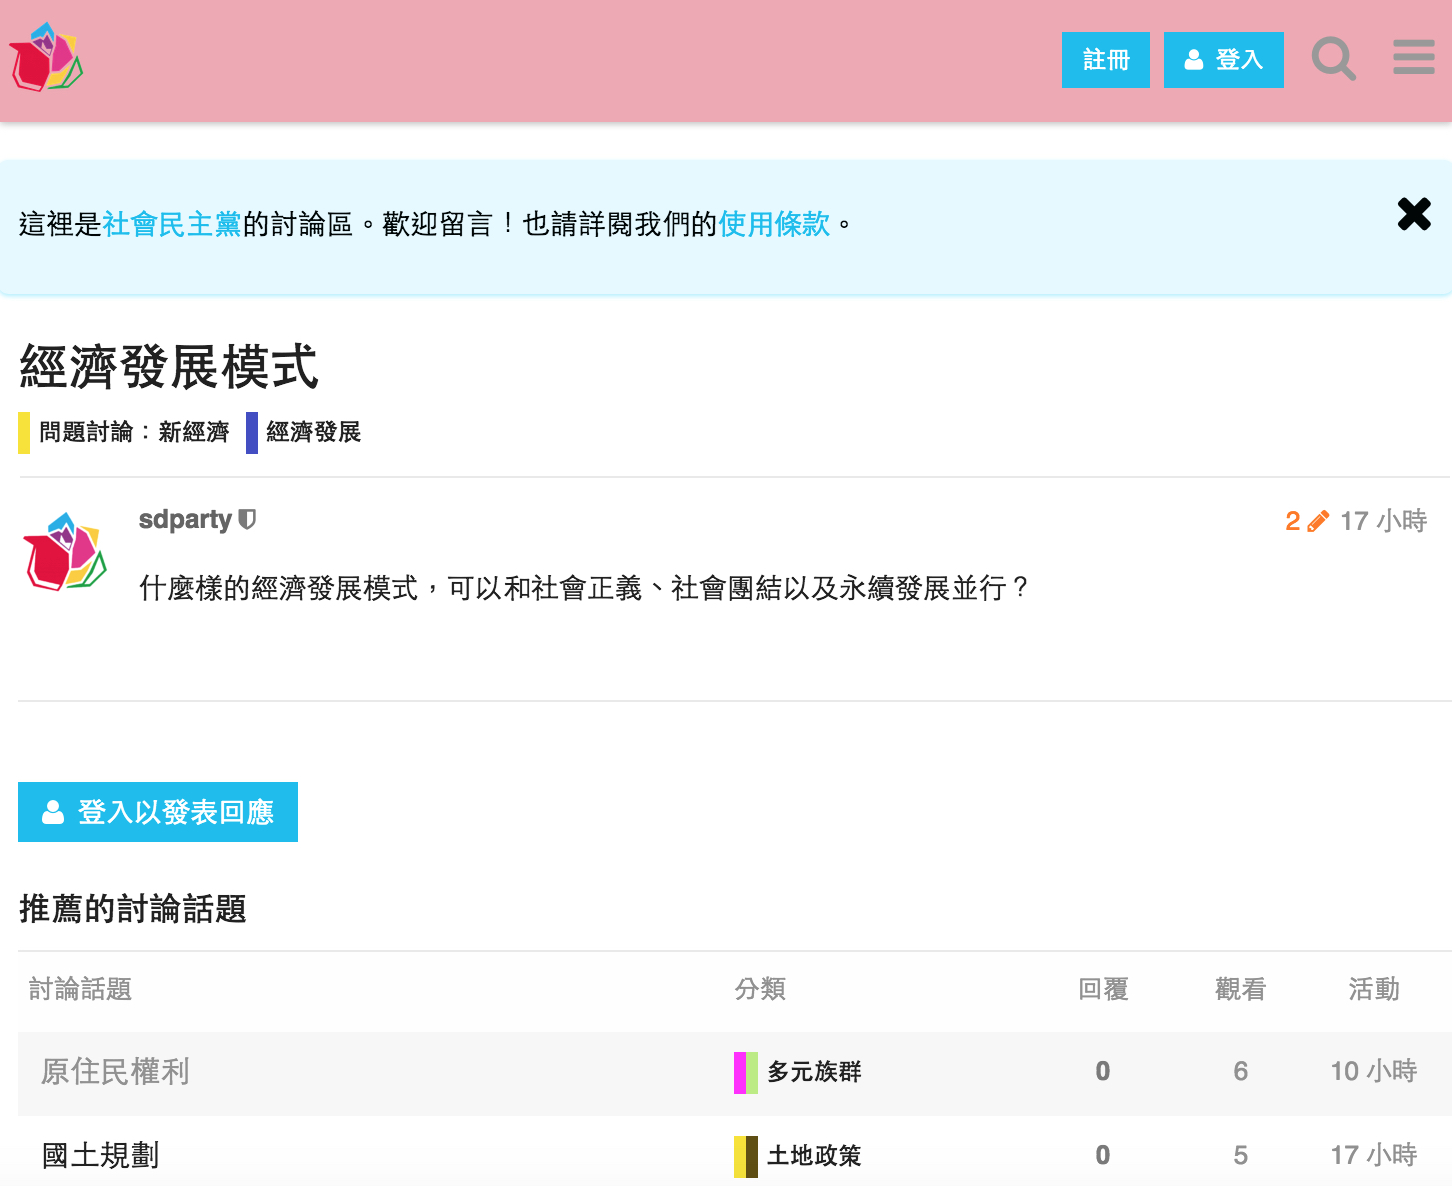 註冊 登入
這裡是社會民主黨的討論區。歡迎留言！也請詳閱我們的使用條款。
經濟發展模式
問題討論：新經濟 經濟發展
sdparty 2 17 小時
什麼樣的經濟發展模式，可以和社會正義、社會團結以及永續發展並行？
登入以發表回應
推薦的討論話題
討論話題 分類 回覆 觀看 活動
原住民權利 多元族群 0 6 10 小時
國土規劃 土地政策 0 5 17 小時